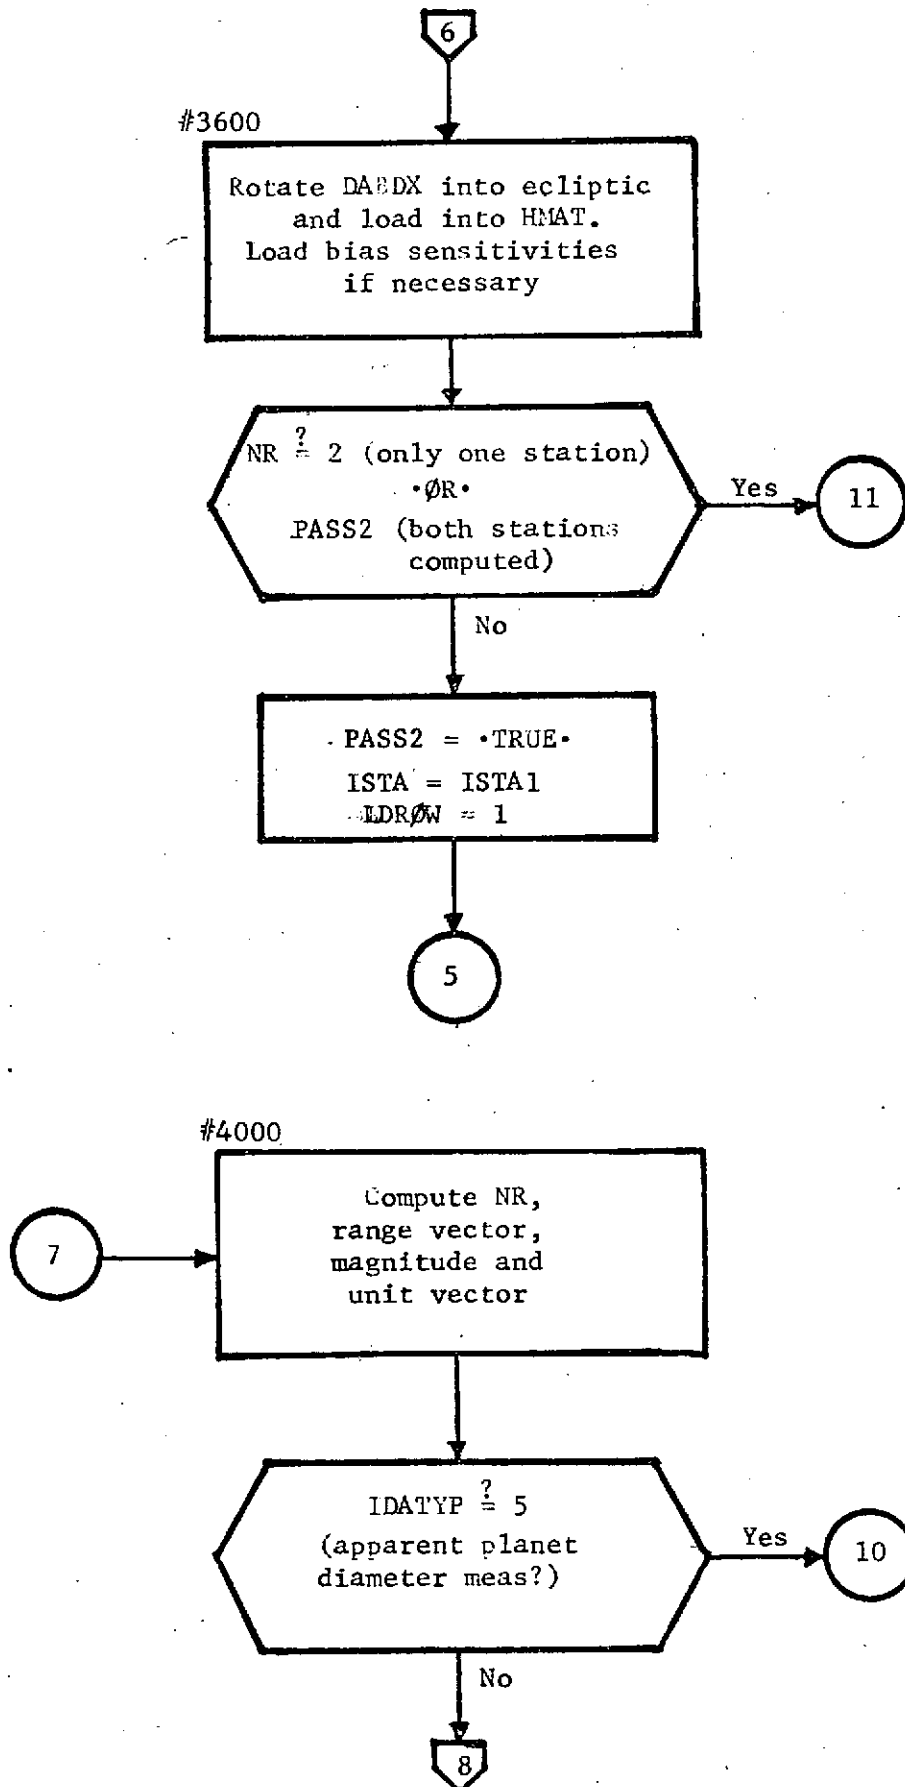 6
#3600
Rotate DABDX into ecliptic
and load into HMAT.
Load bias sensitivities
if necessary
NR ?= 2 (only one station)
•ØR•
PASS2 (both stations
computed)
Yes
11
No
PASS2 = •TRUE•
ISTA = ISTA1
LDRØW = 1
5
#4000
7
Compute NR,
range vector,
magnitude and
unit vector
IDATYP ?= 5
(apparent planet
diameter meas?)
Yes
10
No
8